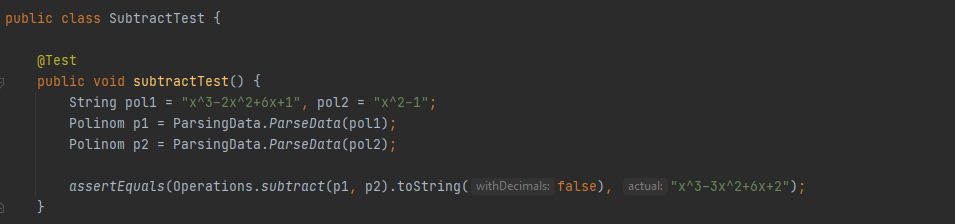 public class SubtractTest {
@Test
public void subtractTest() {
String pol1 = "x^3-2x^2+6x+1", pol2 = "x^2-1";
Polinom p1 = ParsingData.ParseData(pol1);
Polinom p2 = ParsingData.ParseData(pol2);
assertEquals(Operations.subtract(p1, p2).toString( withDecimals: false), actual: "x^3-3x^2+6x+2");
}